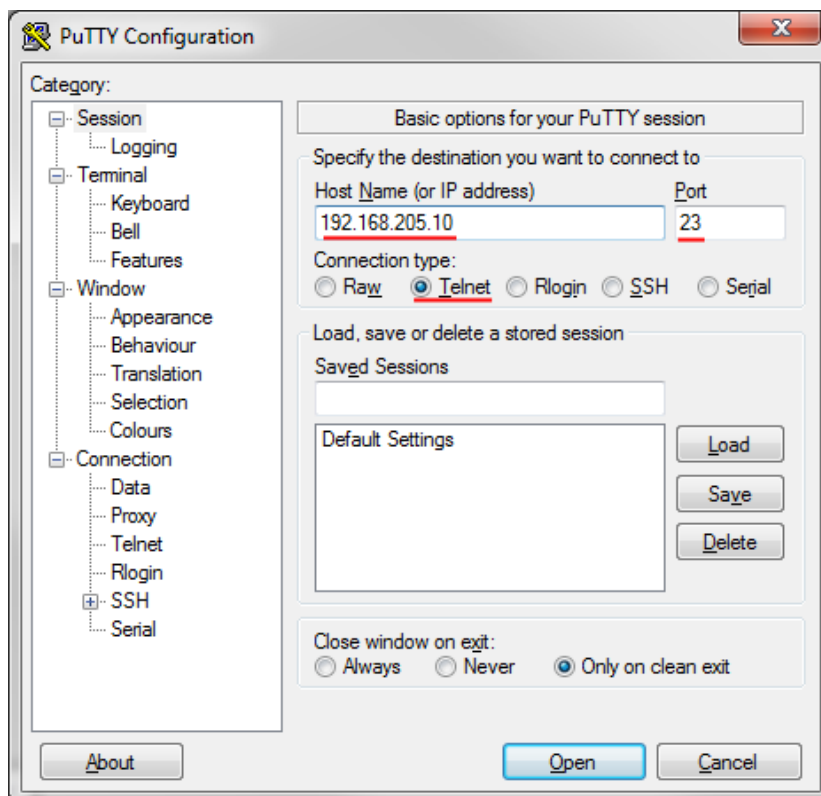 PuTTY Configuration
X
Category:
Session
Logging
Terminal
Keyboard
Bell
Features
Window
Appearance
Behaviour
Translation
Selection
Colours
Connection
Data
Proxy
Telnet
Rlogin
SSH
Serial
Basic options for your PuTTY session
Specify the destination you want to connect to
Host Name (or IP address) Port
192.168.205.10 23
Connection type:
Raw Telnet Rlogin SSH Serial
Load, save or delete a stored session
Saved Sessions
Default Settings
Load
Save
Delete
Close window on exit:
Always Never Only on clean exit
About Open Cancel